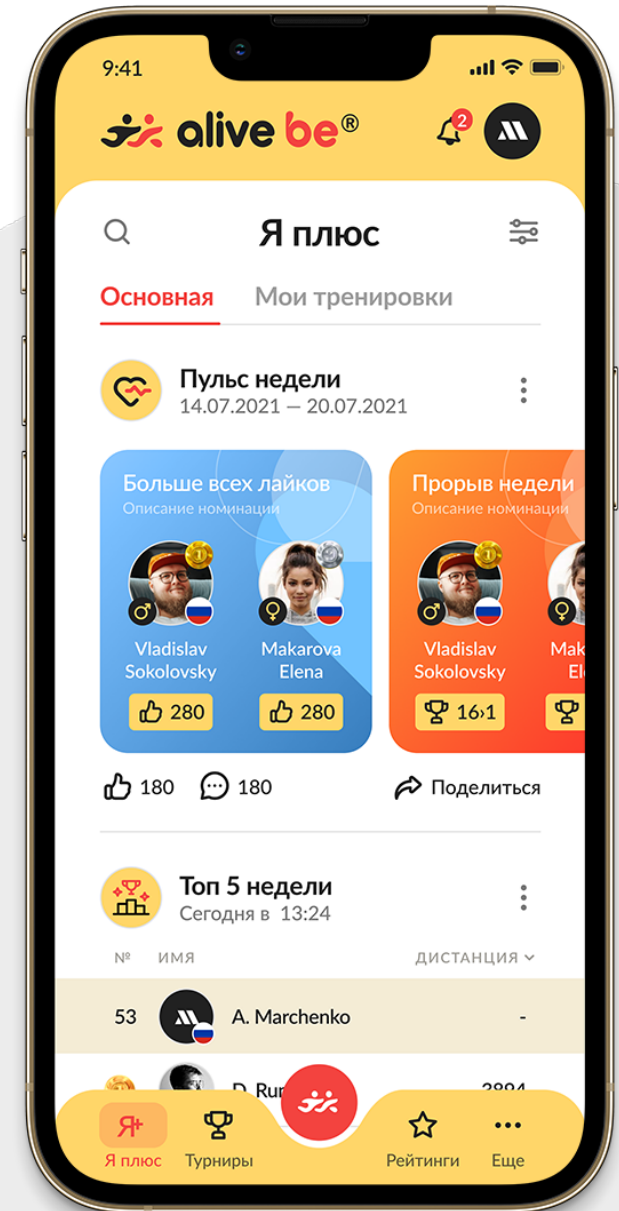 9:41
alive be®
2
Я плюс
Основная Мои тренировки
Пульс недели
14.07.2021 — 20.07.2021
Больше всех лайков
Описание номинации
Vladislav
Sokolovsky
Makarova
Elena
280 280
Прорыв недели
Описание номинации
Vladislav
Sokolovsky
16›1
180 180 Поделиться
Топ 5 недели
Сегодня в 13:24
№ ИМЯ ДИСТАНЦИЯ
53 A. Marchenko -
Я+
Я плюс Турниры Рейтинги Еще